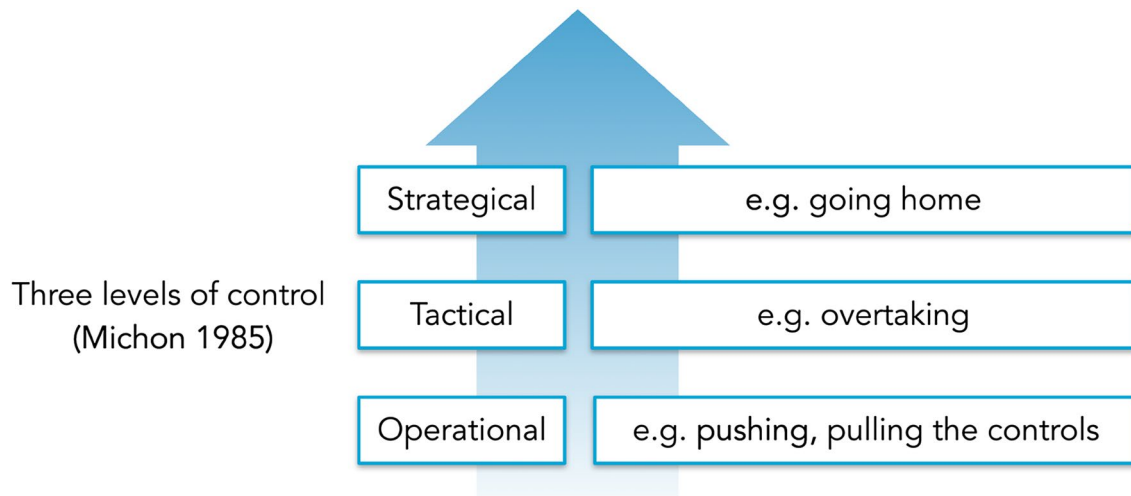 Strategical
e.g. going home
Three levels of control
(Michon 1985)
Tactical
e.g. overtaking
Operational
e.g. pushing, pulling the controls